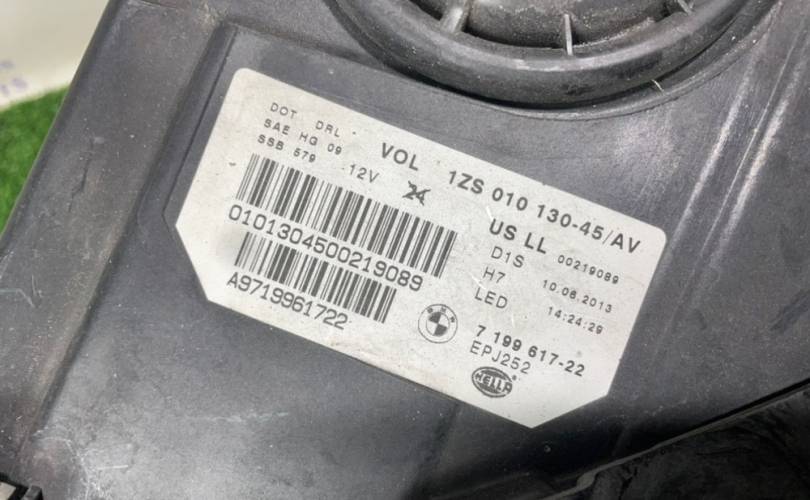 DOT DRL
SAE HG 09
SSB 579 12V
VOL 1ZS 010 130-45/AV
US LL 00219089
D1S
H7 10.06.2013
LED 14:24:29
0101304500219089
A9719961722
7 199 617-22
EPJ252
HELLA